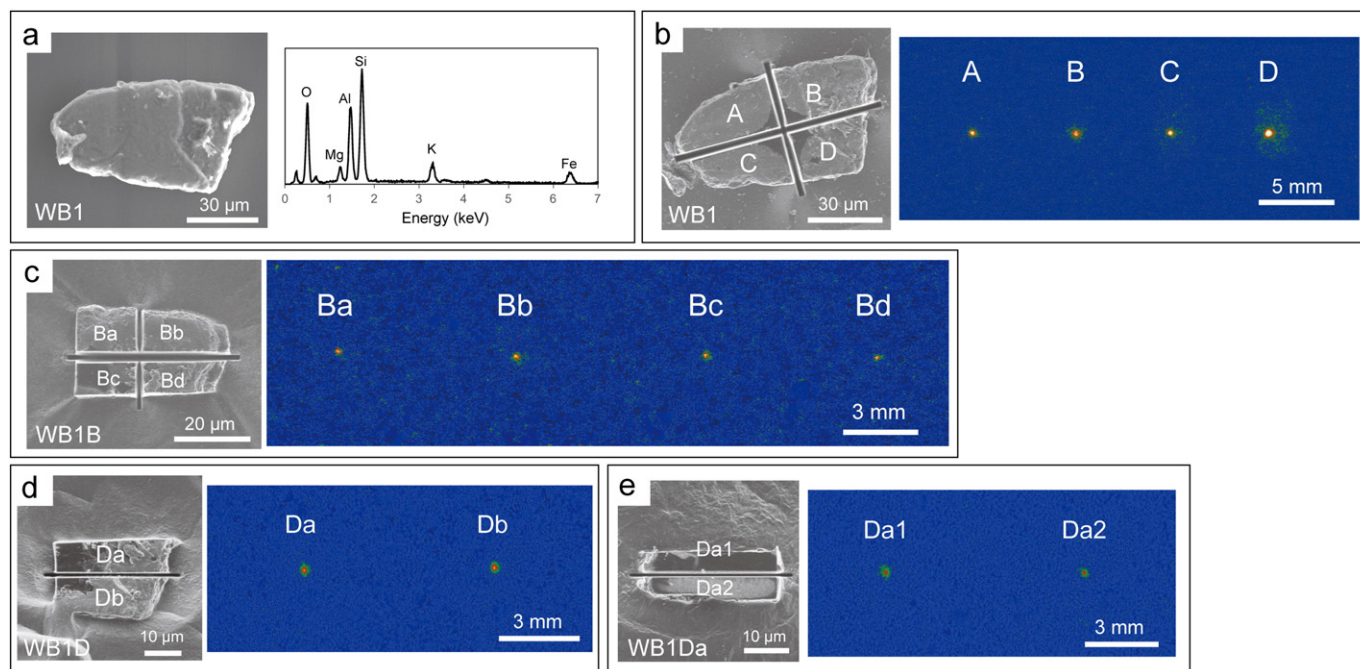 a
WB1
30 µm
O
Mg
Al
Si
K
Fe
0 1 2 3 4 5 6 7
Energy (keV)
b
A
B
C
D
WB1
30 µm
A B C D
5 mm
c
Ba
Bb
Bc
Bd
WB1B
20 µm
Ba Bb Bc Bd
3 mm
d
Da
Db
WB1D
10 µm
Da Db
3 mm
e
Da1
Da2
WB1Da
10 µm
Da1 Da2
3 mm